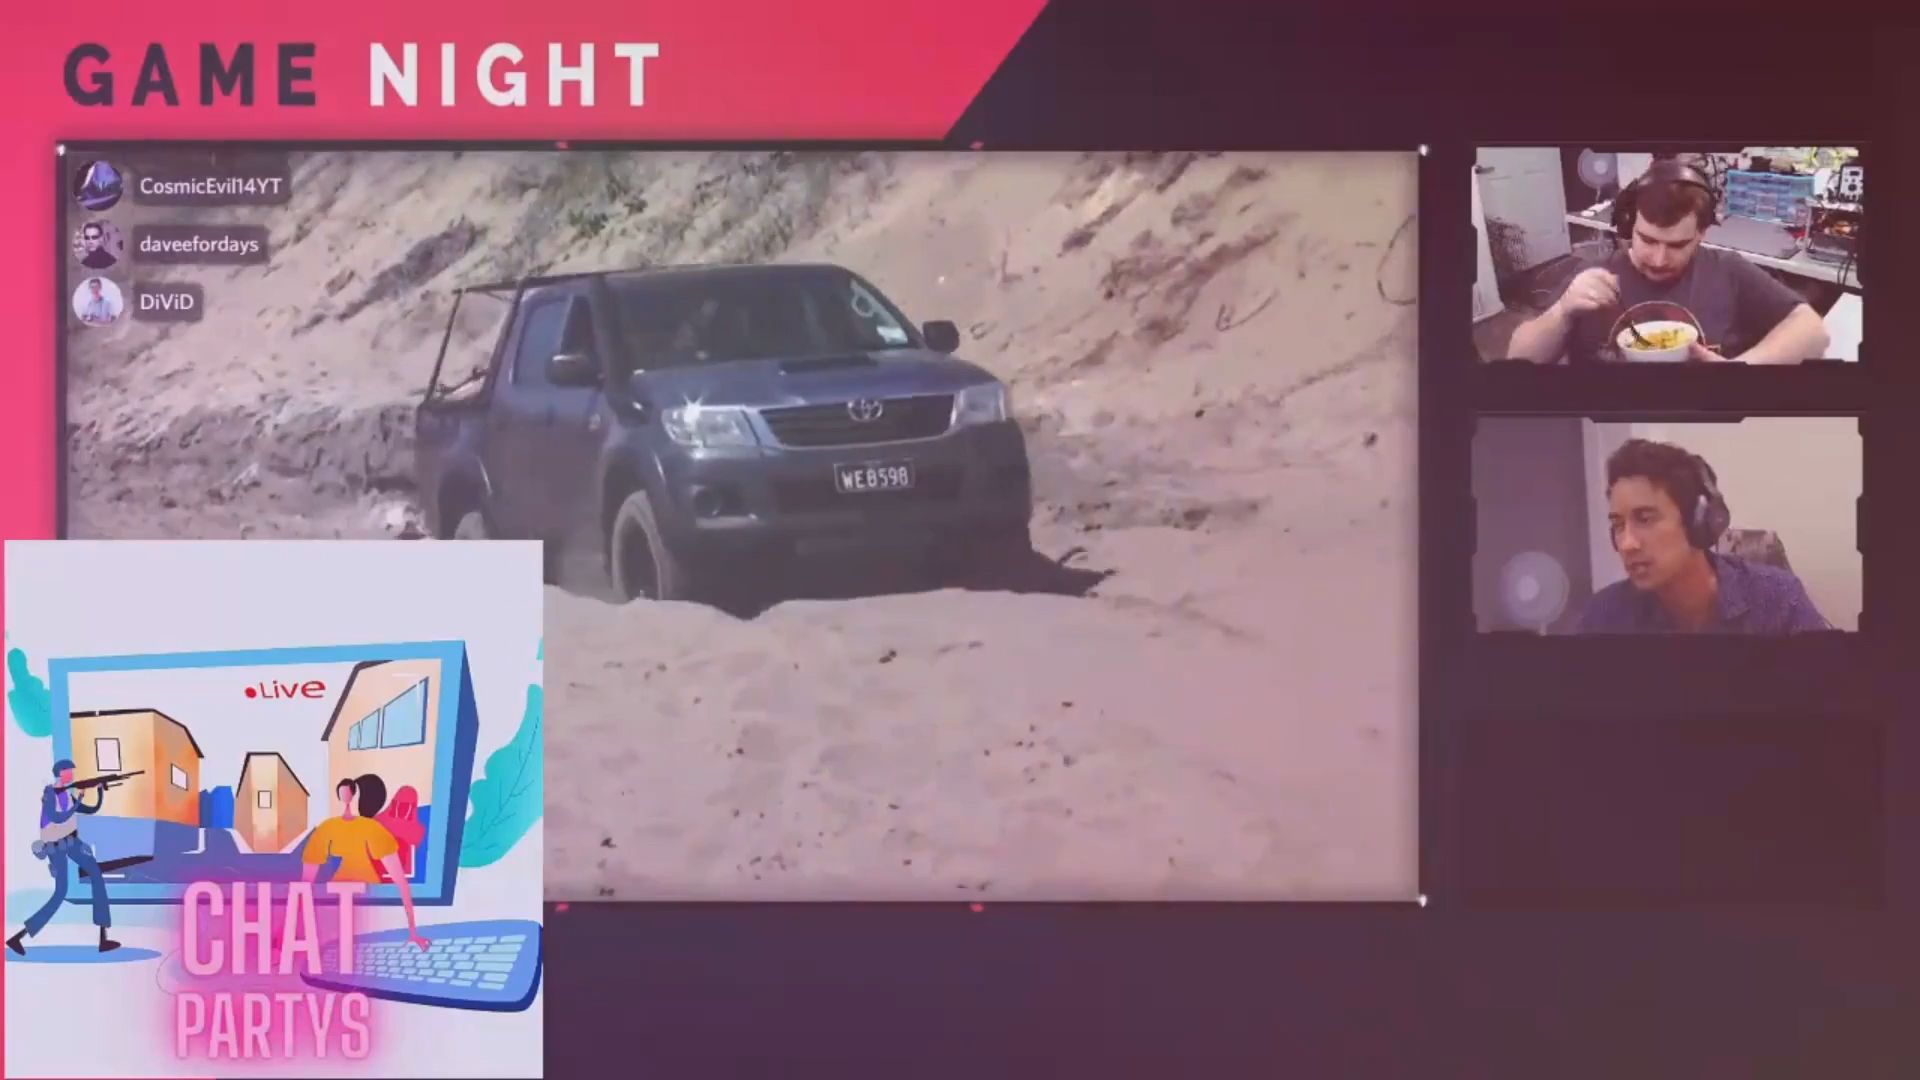 GAME NIGHT
CosmicEvil14YT
daveefordays
DiViD
WEB598
Live
CHAT
PARTYS